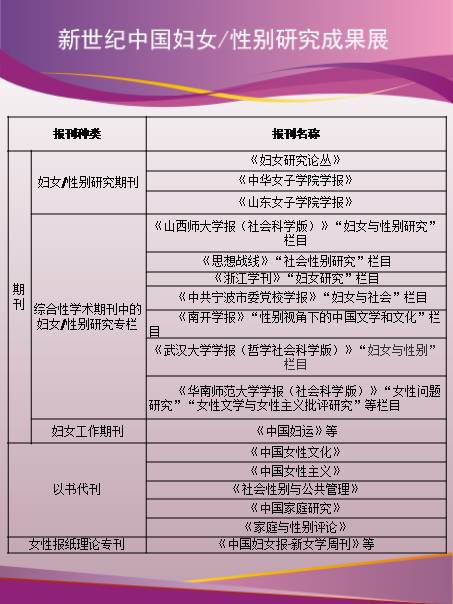 新世纪中国妇女/性别研究成果展
报刊种类
报刊名称
期
刊
妇女/性别研究期刊
《妇女研究论丛》
《中华女子学院学报》
《山东女子学院学报》
综合性学术期刊中的
妇女/性别研究专栏
《山西师大学报（社会科学版）》“妇女与性别研究”
栏目
《思想战线》“社会性别研究”栏目
《浙江学刊》“妇女研究”栏目
《中共宁波市委党校学报》“妇女与社会”栏目
《南开学报》“性别视角下的中国文学和文化”栏
目
《武汉大学学报（哲学社会科学版）》“妇女与性别”
栏目
《华南师范大学学报（社会科学版）》“女性问题
研究”“女性文学与女性主义批评研究”等栏目
妇女工作期刊
《中国妇运》等
以书代刊
《中国女性文化》
《中国女性主义》
《社会性别与公共管理》
《中国家庭研究》
《家庭与性别评论》
女性报纸理论专刊
《中国妇女报-新女学周刊》等